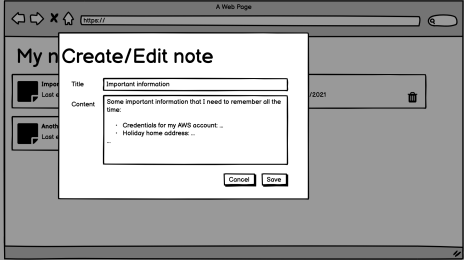 A Web Page
https://
My n
Create/Edit note
Impor
Title
Important information
Last e
/2021
Content
Some important information that I need to remember all the
time:
· Credentials for my AWS account: ...
· Holiday home address: ...
...
Anoth
Last e
Cancel
Save